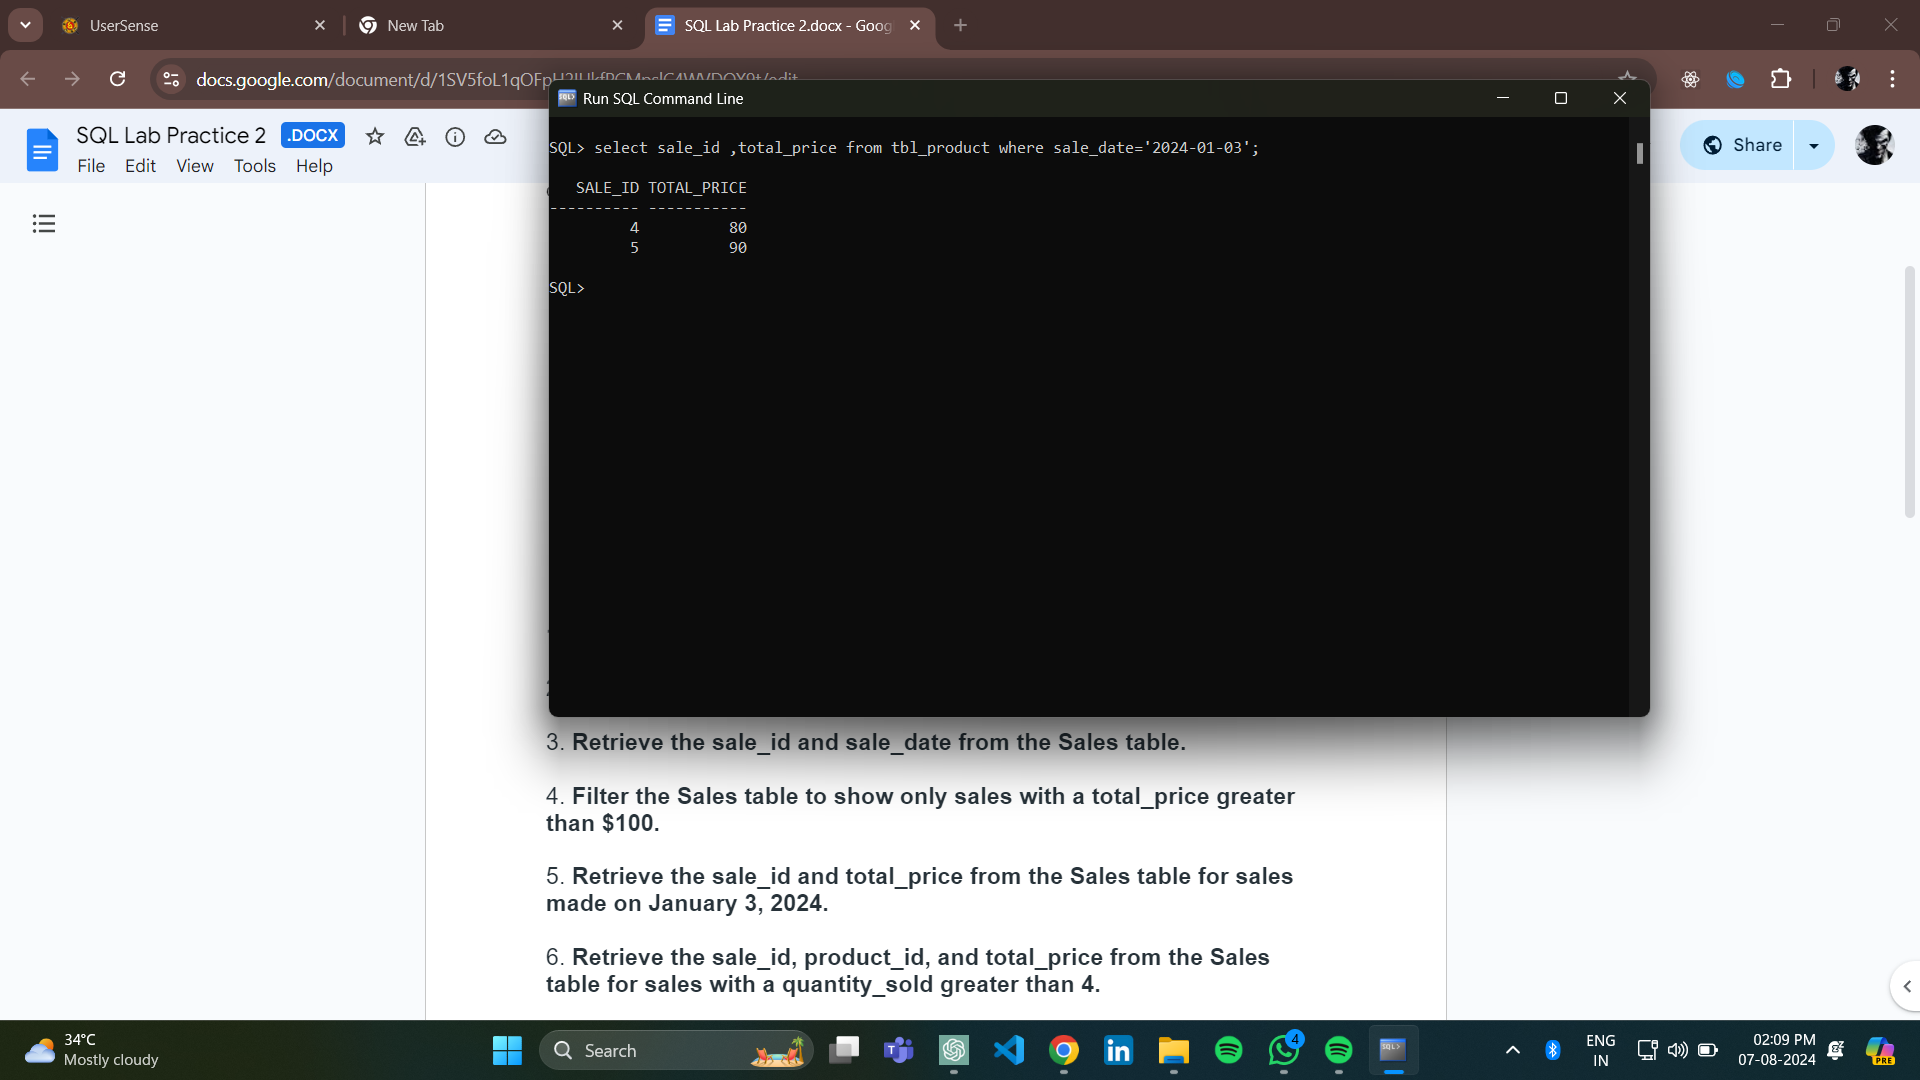 UserSense
New Tab
SQL Lab Practice 2.docx - Goog
docs.google.com/document/d/1SV5foL1qOFpH2IUkfPCMpslC4WVDQY9t/edit
Run SQL Command Line
SQL Lab Practice 2 .DOCX
File Edit View Tools Help
Share
SQL> select sale_id ,total_price from tbl_product where sale_date='2024-01-03';
SALE_ID TOTAL_PRICE
---------- -----------
4 80
5 90
SQL>
3. Retrieve the sale_id and sale_date from the Sales table.
4. Filter the Sales table to show only sales with a total_price greater
than $100.
5. Retrieve the sale_id and total_price from the Sales table for sales
made on January 3, 2024.
6. Retrieve the sale_id, product_id, and total_price from the Sales
table for sales with a quantity_sold greater than 4.
34°C
Mostly cloudy
Search
4
ENG
IN
02:09 PM
07-08-2024
PRE